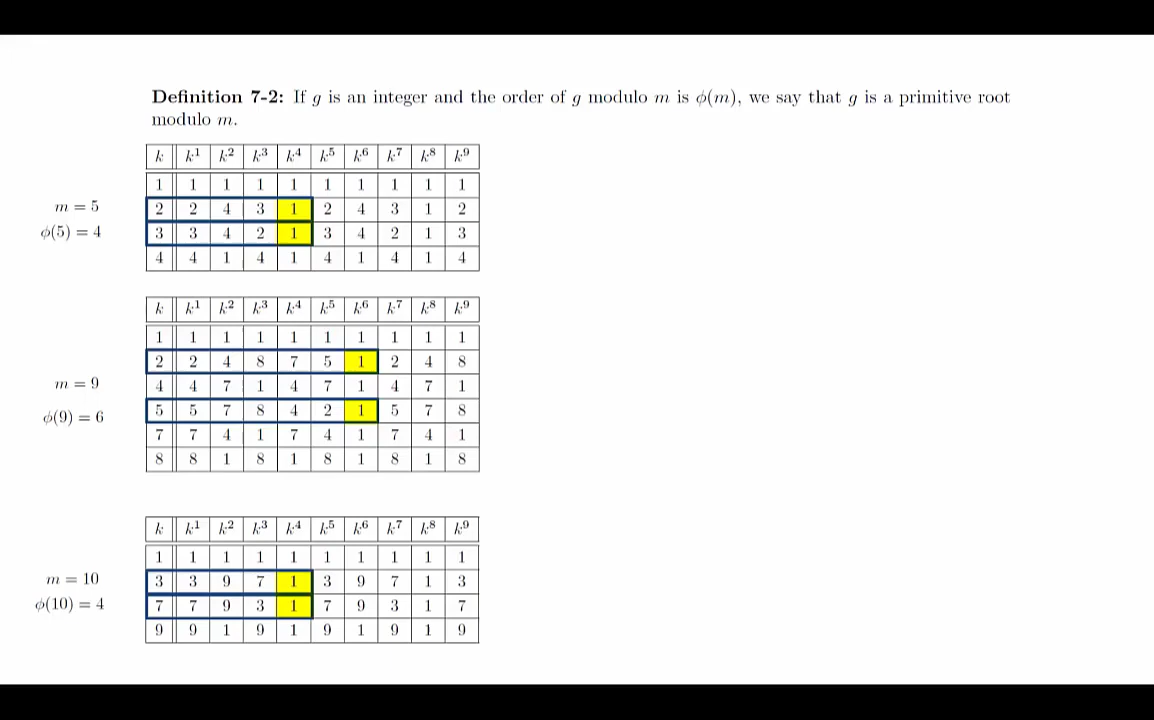 Definition 7-2: If g is an integer and the order of g modulo m is ϕ(m), we say that g is a primitive root
modulo m.
k k¹ k² k³ k⁴ k⁵ k⁶ k⁷ k⁸ k⁹
1 1 1 1 1 1 1 1 1 1
m = 5
2 2 4 3 1 2 4 3 1 2
ϕ(5) = 4
3 3 4 2 1 3 4 2 1 3
4 4 1 4 1 4 1 4 1 4
k k¹ k² k³ k⁴ k⁵ k⁶ k⁷ k⁸ k⁹
1 1 1 1 1 1 1 1 1 1
2 2 4 8 7 5 1 2 4 8
m = 9
4 4 7 1 4 7 1 4 7 1
ϕ(9) = 6
5 5 7 8 4 2 1 5 7 8
7 7 4 1 7 4 1 7 4 1
8 8 1 8 1 8 1 8 1 8
k k¹ k² k³ k⁴ k⁵ k⁶ k⁷ k⁸ k⁹
1 1 1 1 1 1 1 1 1 1
m = 10
3 3 9 7 1 3 9 7 1 3
ϕ(10) = 4
7 7 9 3 1 7 9 3 1 7
9 9 1 9 1 9 1 9 1 9